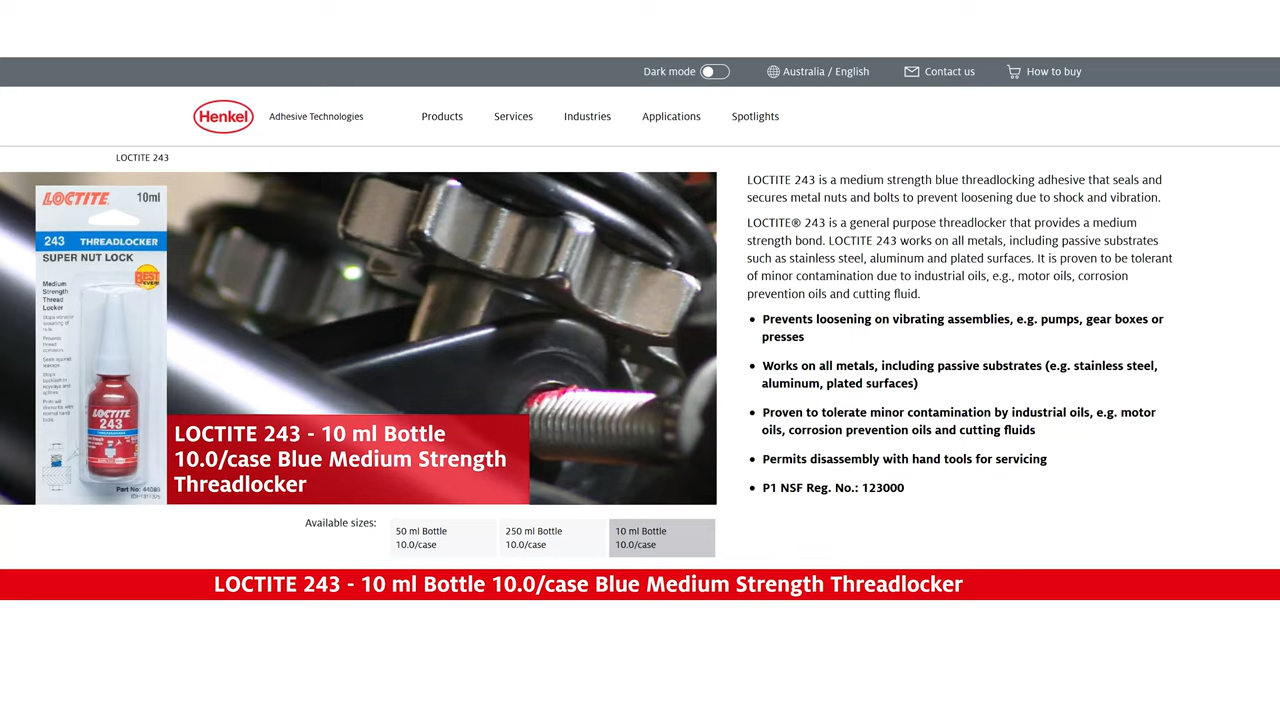 Dark mode
Australia / English
Contact us
How to buy
Henkel
Adhesive Technologies
Products
Services
Industries
Applications
Spotlights
LOCTITE 243
LOCTITE 10ml
243 THREADLOCKER
SUPER NUT LOCK
BEST
EVER!
Medium
Strength
Thread
Locker
LOCTITE
243
Part No: 44085
LOCTITE 243 - 10 ml Bottle
10.0/case Blue Medium Strength
Threadlocker
LOCTITE 243 is a medium strength blue threadlocking adhesive that seals and
secures metal nuts and bolts to prevent loosening due to shock and vibration.
LOCTITE® 243 is a general purpose threadlocker that provides a medium
strength bond. LOCTITE 243 works on all metals, including passive substrates
such as stainless steel, aluminum and plated surfaces. It is proven to be tolerant
of minor contamination due to industrial oils, e.g., motor oils, corrosion
prevention oils and cutting fluid.
• Prevents loosening on vibrating assemblies, e.g. pumps, gear boxes or
presses
• Works on all metals, including passive substrates (e.g. stainless steel,
aluminum, plated surfaces)
• Proven to tolerate minor contamination by industrial oils, e.g. motor
oils, corrosion prevention oils and cutting fluids
• Permits disassembly with hand tools for servicing
• P1 NSF Reg. No.: 123000
Available sizes:
50 ml Bottle
10.0/case
250 ml Bottle
10.0/case
10 ml Bottle
10.0/case
LOCTITE 243 - 10 ml Bottle 10.0/case Blue Medium Strength Threadlocker